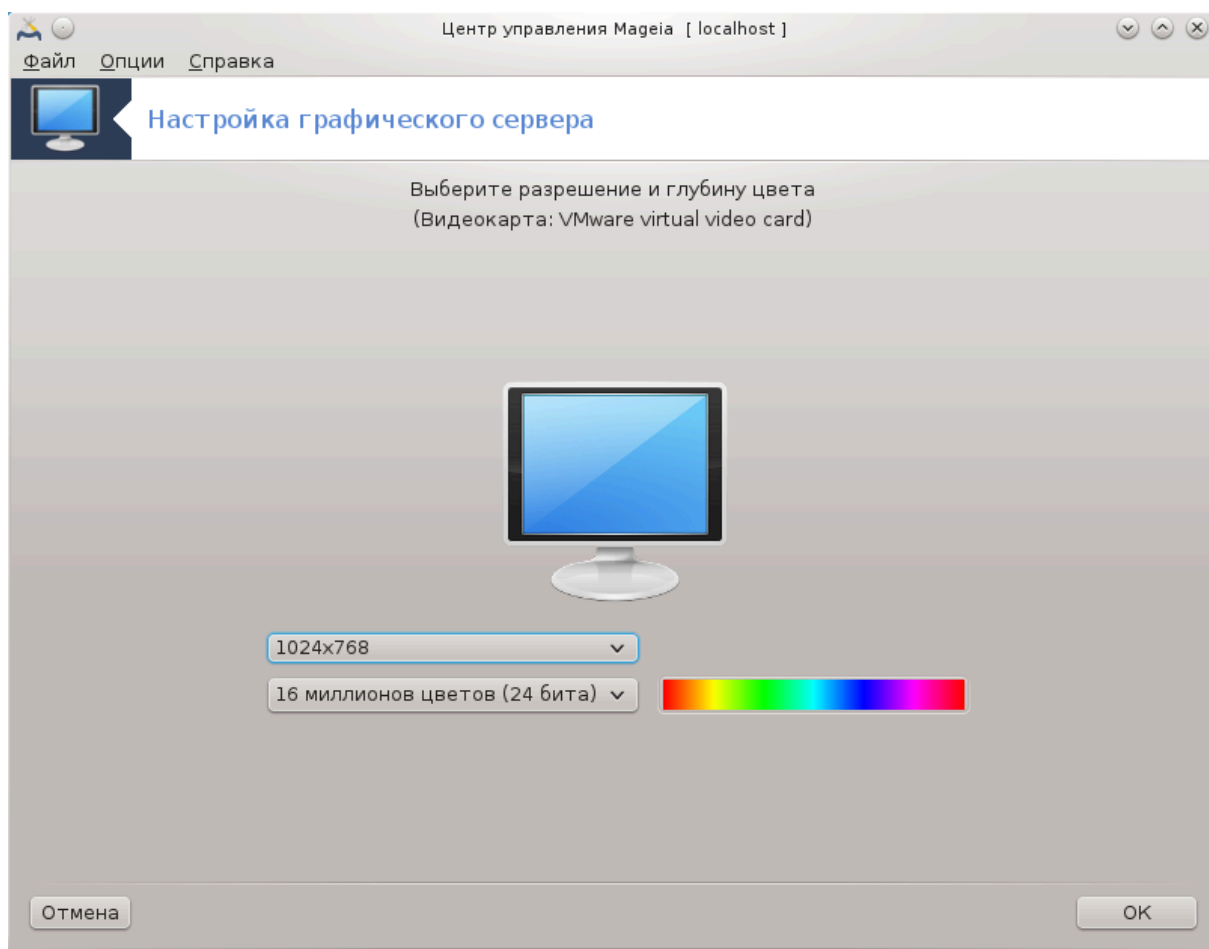 Центр управления Mageia [ localhost ]
Файл Опции Справка
Настройка графического сервера
Выберите разрешение и глубину цвета
(Видеокарта: VMware virtual video card)
1024x768
16 миллионов цветов (24 бита)
Отмена
OK